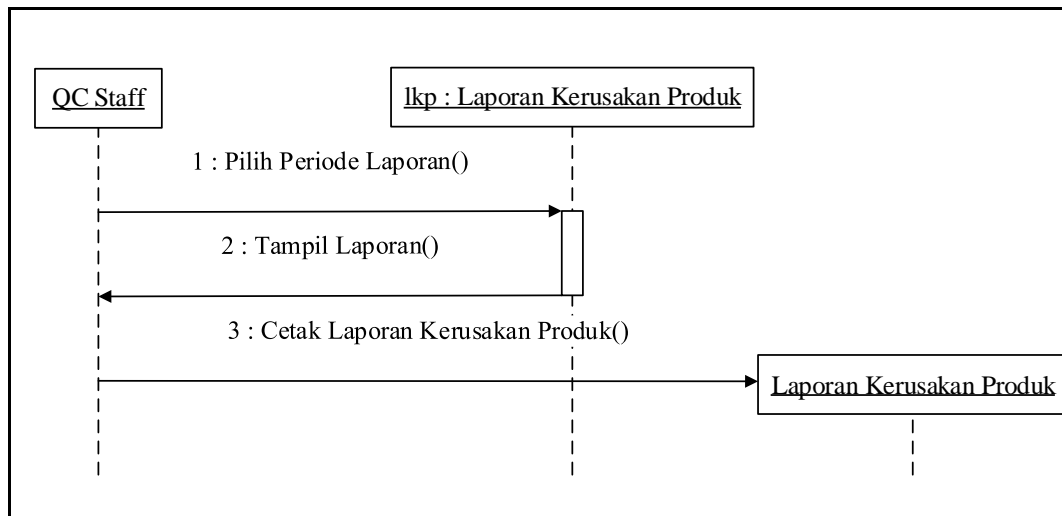 QC Staff
lkp : Laporan Kerusakan Produk
1 : Pilih Periode Laporan()
2 : Tampil Laporan()
3 : Cetak Laporan Kerusakan Produk()
Laporan Kerusakan Produk